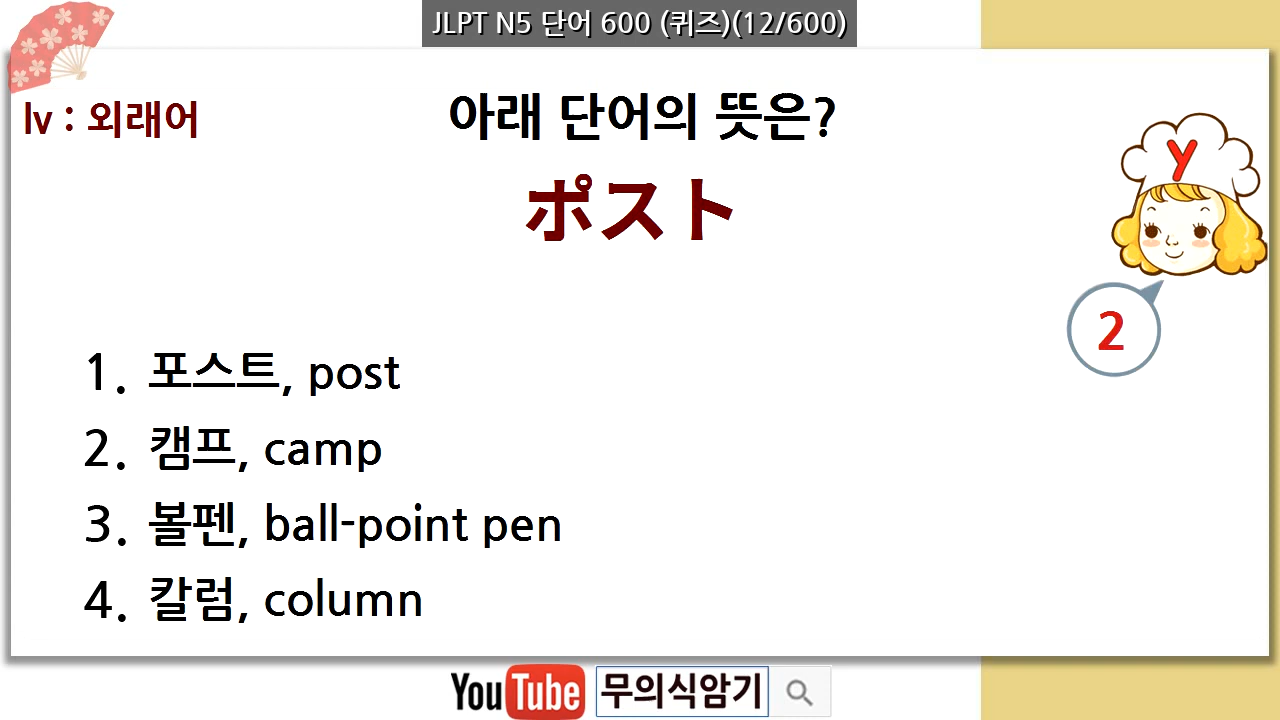 JLPT N5 단어 600 (퀴즈)(12/600)
lv : 외래어
아래 단어의 뜻은?
ポスト
Y
2
1. 포스트, post
2. 캠프, camp
3. 볼펜, ball-point pen
4. 칼럼, column
YouTube 무의식암기